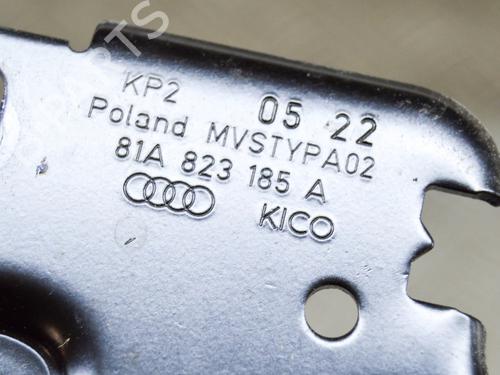 KP2 05 22
Poland MVSTYPA02
81A 823 185 A
KICO